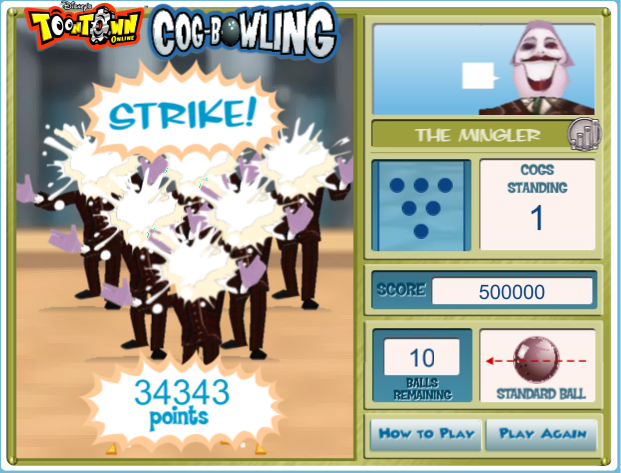 Disney's
TOONTOWN
ONLINE
COG-BOWLING
STRIKE!
34343
points
THE MINGLER
COGS
STANDING
1
SCORE 500000
10
BALLS
REMAINING
STANDARD BALL
HOW TO PLAY
PLAY AGAIN